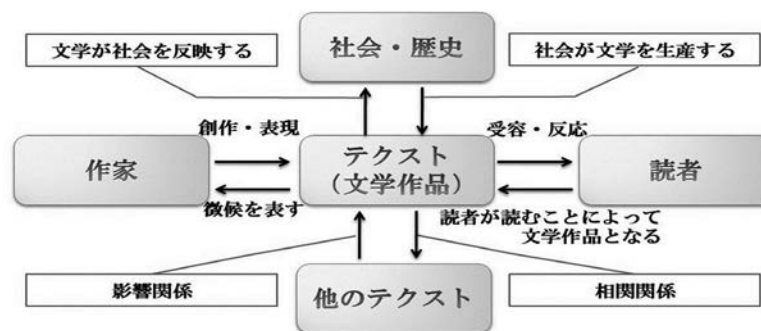 文学が社会を反映する
社会・歴史
社会が文学を生産する
創作・表現
受容・反応
作家
テクスト
(文学作品)
読者
徴候を表す
読者が読むことによって
文学作品となる
影響関係
他のテクスト
相関関係